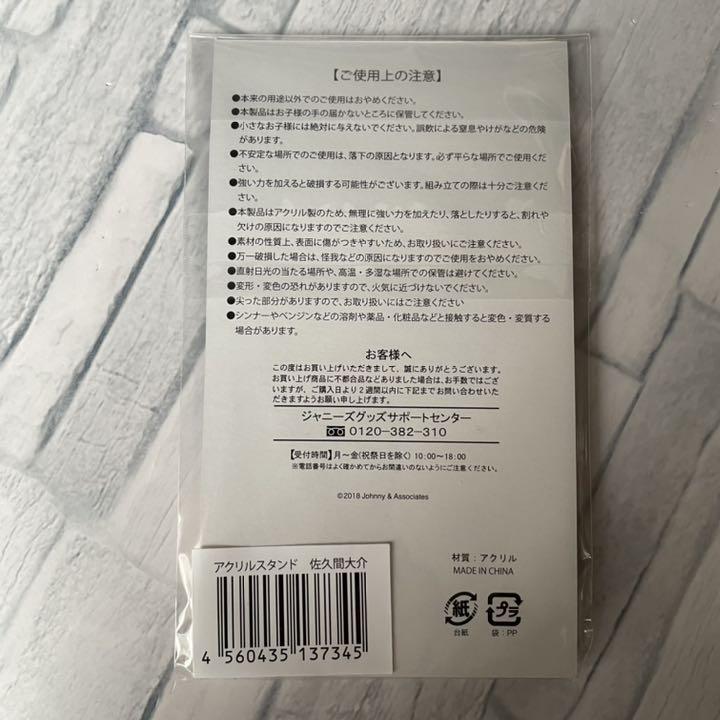 【ご使用上の注意】
●本来の用途以外でのご使用はおやめください。
●本製品はお子様の手の届かないところに保管してください。
●小さなお子様には絶対に与えないでください。誤飲による窒息やけがなどの危険
があります。
●不安定な場所でのご使用は、落下の原因となります。必ず平らな場所でご使用くだ
さい。
●強い力を加えると破損する可能性がございます。組み立ての際は十分ご注意くださ
い。
●本製品はアクリル製のため、無理に強い力を加えたり、落としたりすると、割れや
欠けの原因になりますのでご注意ください。
●素材の性質上、表面に傷がつきやすいため、お取り扱いにご注意ください。
●万一破損した場合は、怪我などの原因になりますのでご使用をおやめください。
●直射日光の当たる場所や、高温・多湿な場所での保管は避けてください。
●変形・変色の恐れがありますので、火気に近づけないでください。
●尖った部分がありますので、お取り扱いにはご注意ください
●シンナーやベンジンなどの溶剤や薬品・化粧品などと接触すると変色・変質する
場合があります。
お客様へ
この度はお買い上げいただきまして、誠にありがとうございます。
お買い上げ商品に不都合品などありました場合は、お手数ではござ
いますが、ご購入日より2週間以内に下記までお問い合わせいた
だきますようお願い申し上げます。
ジャニーズグッズサポートセンター
0120-382-310
【受付時間】月〜金(祝祭日を除く) 10:00〜18:00
※電話番号はよく確かめてからお間違いのないようにご注意ください。
©2018 Johnny & Associates
アクリルスタンド 佐久間大介
4 560435 137345
材質：アクリル
MADE IN CHINA
紙 プラ
台紙 袋：PP